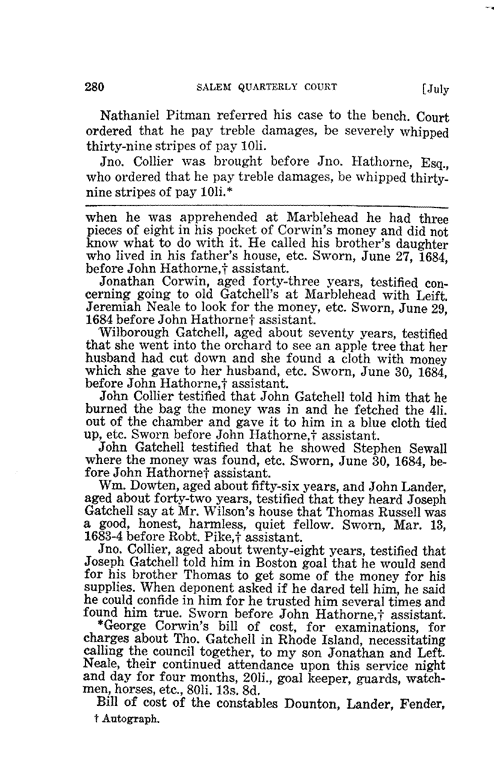 280 SALEM QUARTERLY COURT [July
Nathaniel Pitman referred his case to the bench. Court
ordered that he pay treble damages, be severely whipped
thirty-nine stripes of pay 10li.
Jno. Collier was brought before Jno. Hathorne, Esq.,
who ordered that he pay treble damages, be whipped thirty-
nine stripes of pay 10li.*
when he was apprehended at Marblehead he had three
pieces of eight in his pocket of Corwin's money and did not
know what to do with it. He called his brother's daughter
who lived in his father's house, etc. Sworn, June 27, 1684,
before John Hathorne,† assistant.
Jonathan Corwin, aged forty-three years, testified con-
cerning going to old Gatchell's at Marblehead with Leift.
Jeremiah Neale to look for the money, etc. Sworn, June 29,
1684 before John Hathorne† assistant.
Wilborough Gatchell, aged about seventy years, testified
that she went into the orchard to see an apple tree that her
husband had cut down and she found a cloth with money
which she gave to her husband, etc. Sworn, June 30, 1684,
before John Hathorne,† assistant.
John Collier testified that John Gatchell told him that he
burned the bag the money was in and he fetched the 4li.
out of the chamber and gave it to him in a blue cloth tied
up, etc. Sworn before John Hathorne,† assistant.
John Gatchell testified that he showed Stephen Sewall
where the money was found, etc. Sworn, June 30, 1684, be-
fore John Hathorne† assistant.
Wm. Dowten, aged about fifty-six years, and John Lander,
aged about forty-two years, testified that they heard Joseph
Gatchell say at Mr. Wilson's house that Thomas Russell was
a good, honest, harmless, quiet fellow. Sworn, Mar. 13,
1683-4 before Robt. Pike,† assistant.
Jno. Collier, aged about twenty-eight years, testified that
Joseph Gatchell told him in Boston goal that he would send
for his brother Thomas to get some of the money for his
supplies. When deponent asked if he dared tell him, he said
he could confide in him for he trusted him several times and
found him true. Sworn before John Hathorne,† assistant.
*George Corwin's bill of cost, for examinations, for
charges about Tho. Gatchell in Rhode Island, necessitating
calling the council together, to my son Jonathan and Left.
Neale, their continued attendance upon this service night
and day for four months, 20li., goal keeper, guards, watch-
men, horses, etc., 80li. 13s. 8d.
Bill of cost of the constables Dounton, Lander, Fender,
† Autograph.